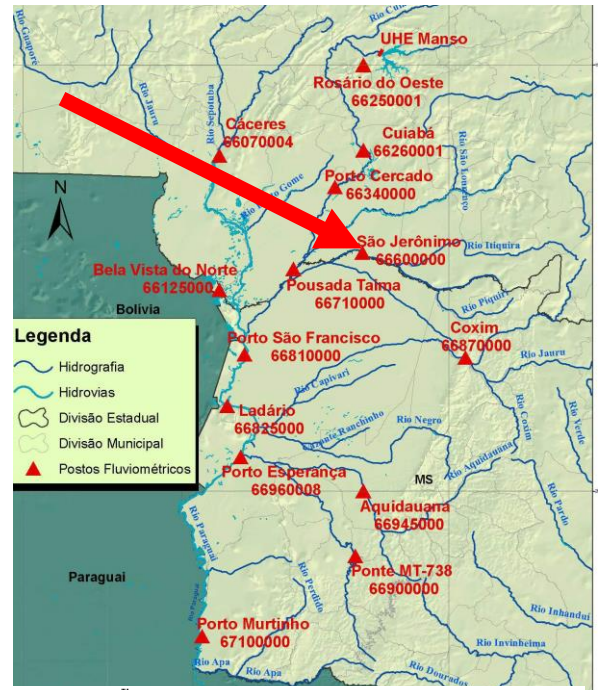 Rio Guaporé
Rio Jauru
Rio Sepotuba
UHE Manso
Rosário do Oeste
66250001
Cáceres
66070004
Cuiabá
66260001
Rio São Lourenço
Porto Cercado
66340000
N
São Jerônimo
66600000
Rio Itiquira
Bela Vista do Norte
66125000
Pousada Taima
66710000
Rio Piquiri
Bolivia
Coxim
66870000
Rio Jauru
Porto São Francisco
66810000
Legenda
Hidrografia
Hidrovias
Divisão Estadual
Divisão Municipal
Postos Fluviométricos
Rio Capivari
Rio Coxim
Rio Verde
Ladário
66825000
Rio Negro
Rio Aquidauana
Porto Esperança
66960008
MS
Aquidauana
66945000
Rio Pardo
Rio Paraguai
Paraguai
Ponte MT-738
66900000
Rio Perdido
Rio Inhanduí
Porto Murtinho
67100000
Rio Ivinheima
Rio Apa
Rio Apa
Rio Dourados